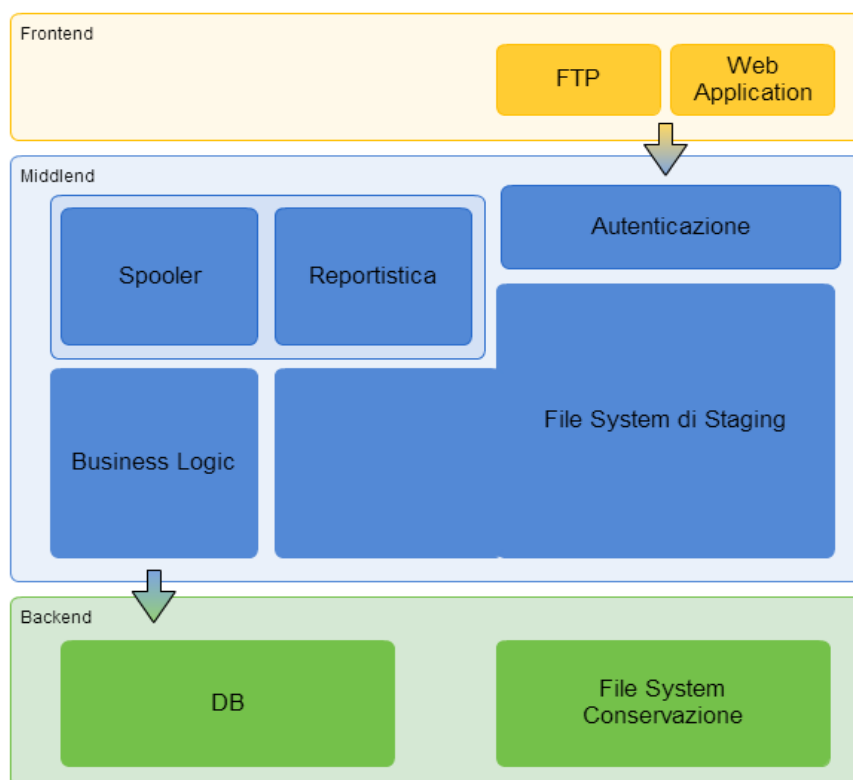 Frontend
FTP
Web
Application
Middlend
Autenticazione
Spooler
Reportistica
File System di Staging
Business Logic
Backend
DB
File System
Conservazione